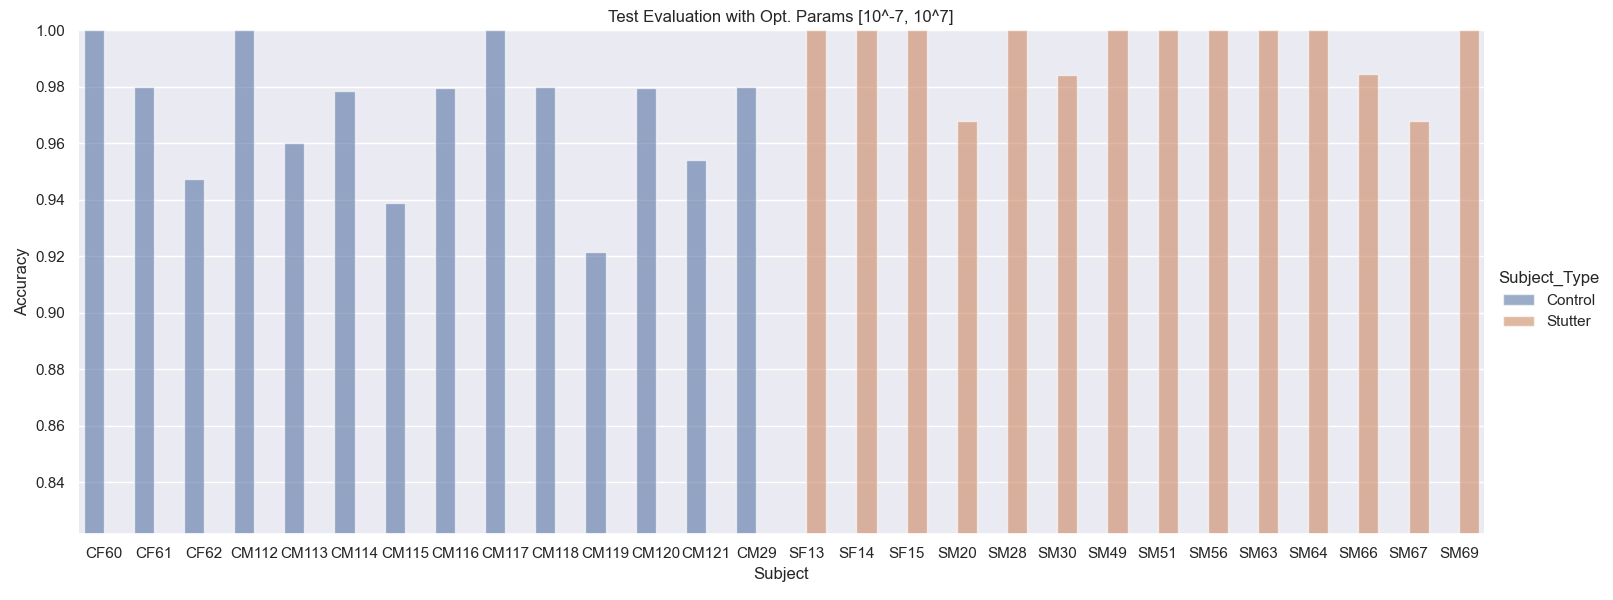 Test Evaluation with Opt. Params [10^-7, 10^7]
1.00
0.98
0.96
0.94
0.92
0.90
0.88
0.86
0.84
Accuracy
CF60 CF61 CF62 CM112 CM113 CM114 CM115 CM116 CM117 CM118 CM119 CM120 CM121 CM29 SF13 SF14 SF15 SM20 SM28 SM30 SM49 SM51 SM56 SM63 SM64 SM66 SM67 SM69
Subject
Subject_Type
Control
Stutter